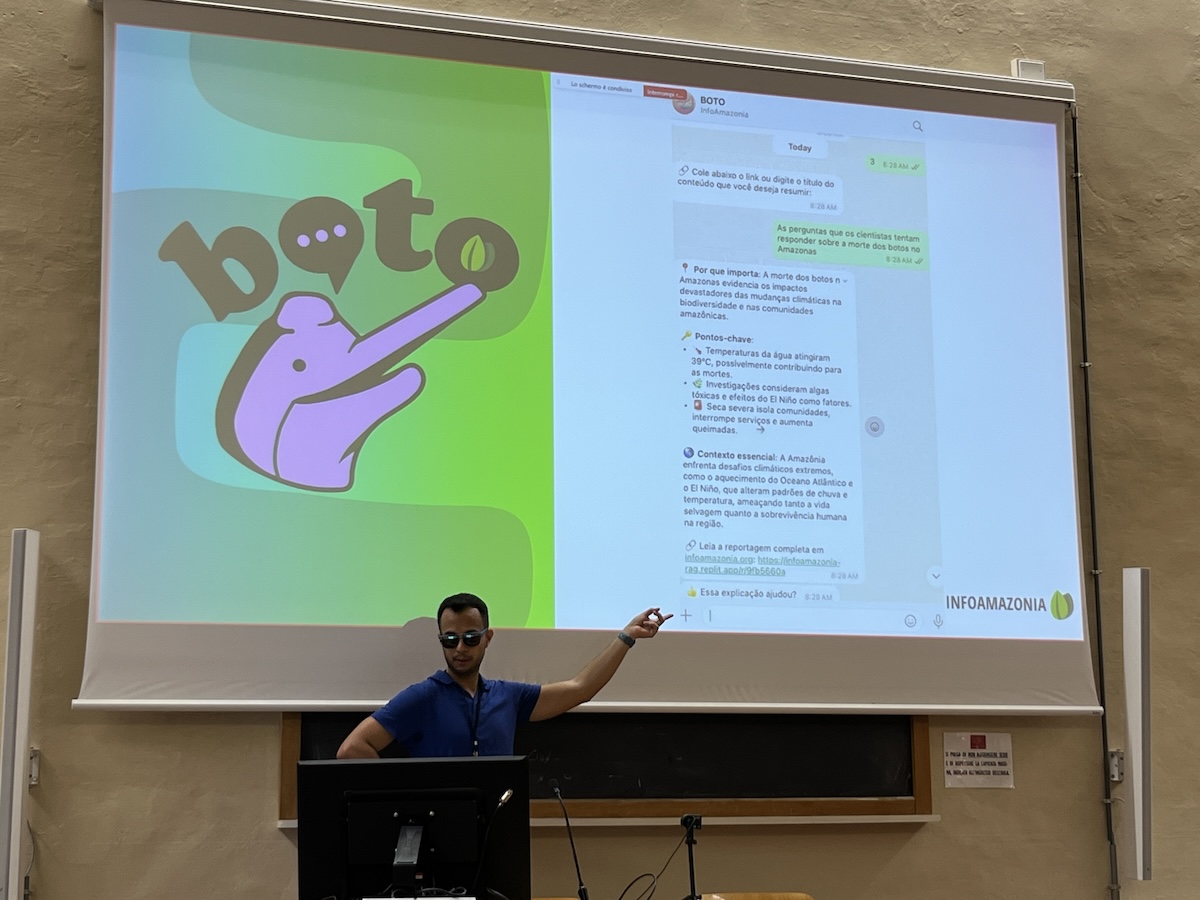 boto
Lo schermo è condiviso
Interrompi c...
BOTO
InfoAmazonia
Today
3 8:28 AM
Cole abaixo o link ou digite o título do
conteúdo que você deseja resumir:
8:28 AM
As perguntas que os cientistas tentam
responder sobre a morte dos botos no
Amazonas
8:28 AM
Por que importa: A morte dos botos n
Amazonas evidencia os impactos
devastadores das mudanças climáticas na
biodiversidade e nas comunidades
amazônicas.
Pontos-chave:
• Temperaturas da água atingiram
39°C, possivelmente contribuindo para
as mortes.
• Investigações consideram algas
tóxicas e efeitos do El Niño como fatores.
• Seca severa isola comunidades,
interrompe serviços e aumenta
queimadas.
Contexto essencial: A Amazônia
enfrenta desafios climáticos extremos,
como o aquecimento do Oceano Atlântico e
o El Niño, que alteram padrões de chuva e
temperatura, ameaçando tanto a vida
selvagem quanto a sobrevivência humana
na região.
Leia a reportagem completa em
infoamazonia.org: https://infoamazonia-
rag.replit.app/r/9fb5660a
8:28 AM
Essa explicação ajudou? 8:29 AM
INFOAMAZONIA